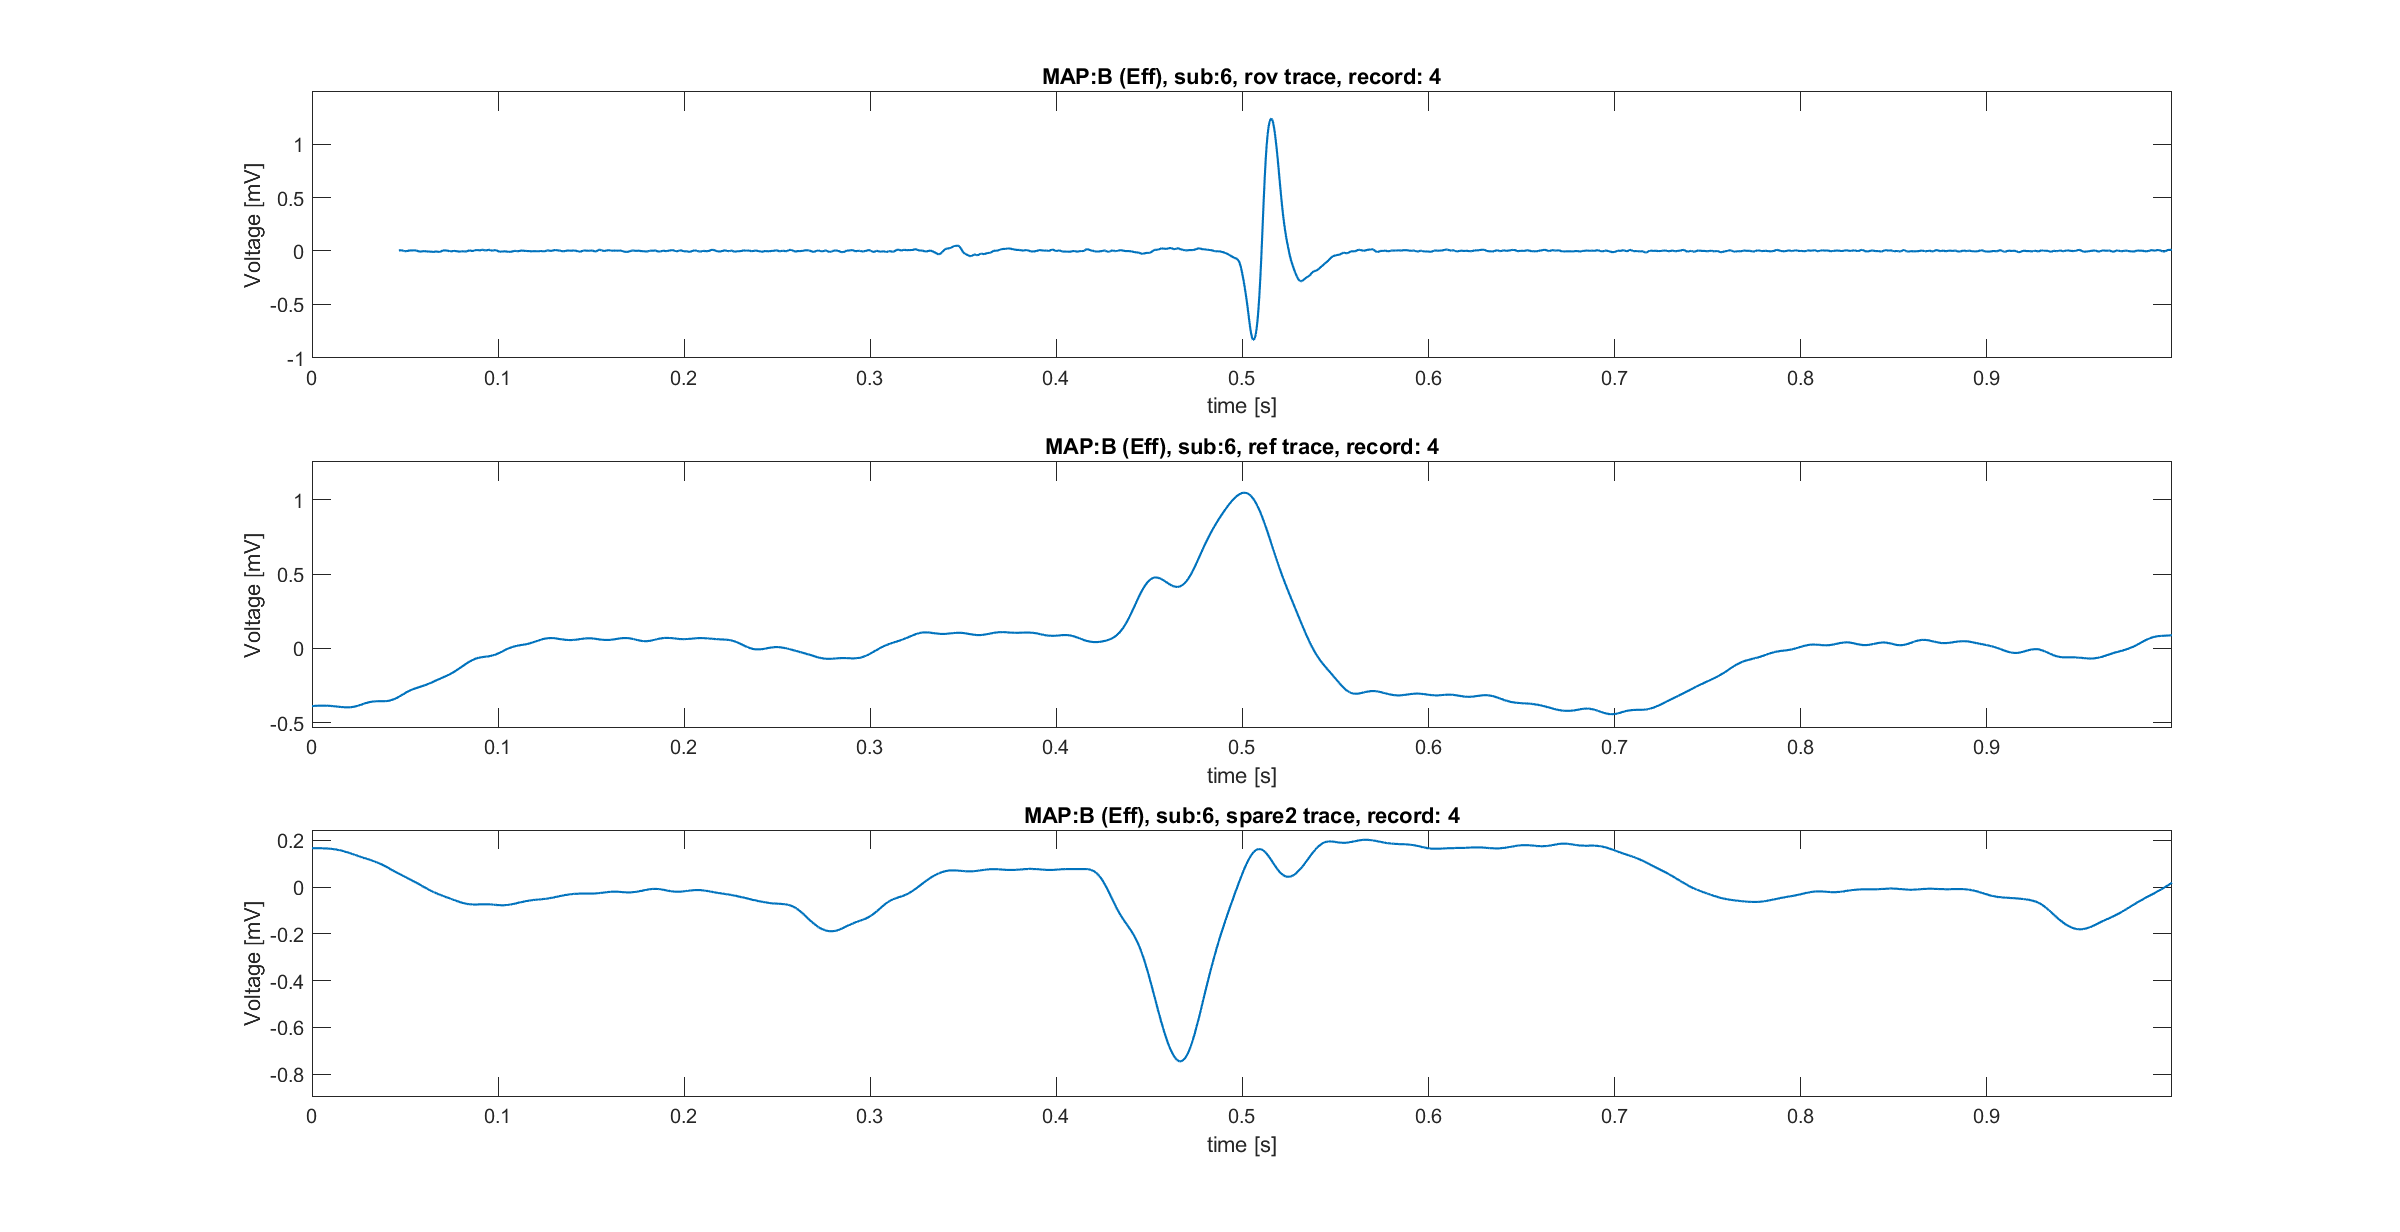 MAP:B (Eff), sub:6, rov trace, record: 4
Voltage [mV]
1
0.5
0
-0.5
-1
0 0.1 0.2 0.3 0.4 0.5 0.6 0.7 0.8 0.9
time [s]
MAP:B (Eff), sub:6, ref trace, record: 4
Voltage [mV]
1
0.5
0
-0.5
0 0.1 0.2 0.3 0.4 0.5 0.6 0.7 0.8 0.9
time [s]
MAP:B (Eff), sub:6, spare2 trace, record: 4
Voltage [mV]
0.2
0
-0.2
-0.4
-0.6
-0.8
0 0.1 0.2 0.3 0.4 0.5 0.6 0.7 0.8 0.9
time [s]